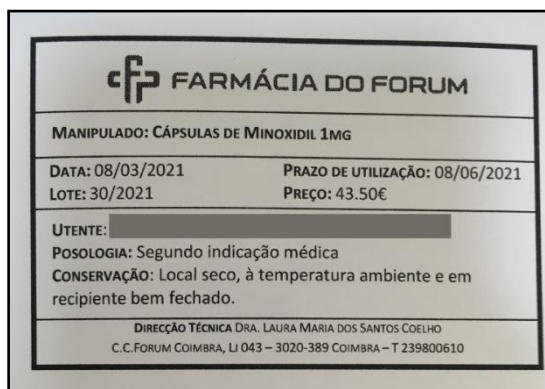 cfp FARMÁCIA DO FORUM
MANIPULADO: CÁPSULAS DE MINOXIDIL 1MG
DATA: 08/03/2021 PRAZO DE UTILIZAÇÃO: 08/06/2021
LOTE: 30/2021 PREÇO: 43.50€
UTENTE:
POSOLOGIA: Segundo indicação médica
CONSERVAÇÃO: Local seco, à temperatura ambiente e em
recipiente bem fechado.
DIRECÇÃO TÉCNICA DRA. LAURA MARIA DOS SANTOS COELHO
C.C.FORUM COIMBRA, LJ 043 – 3020-389 COIMBRA – T 239800610